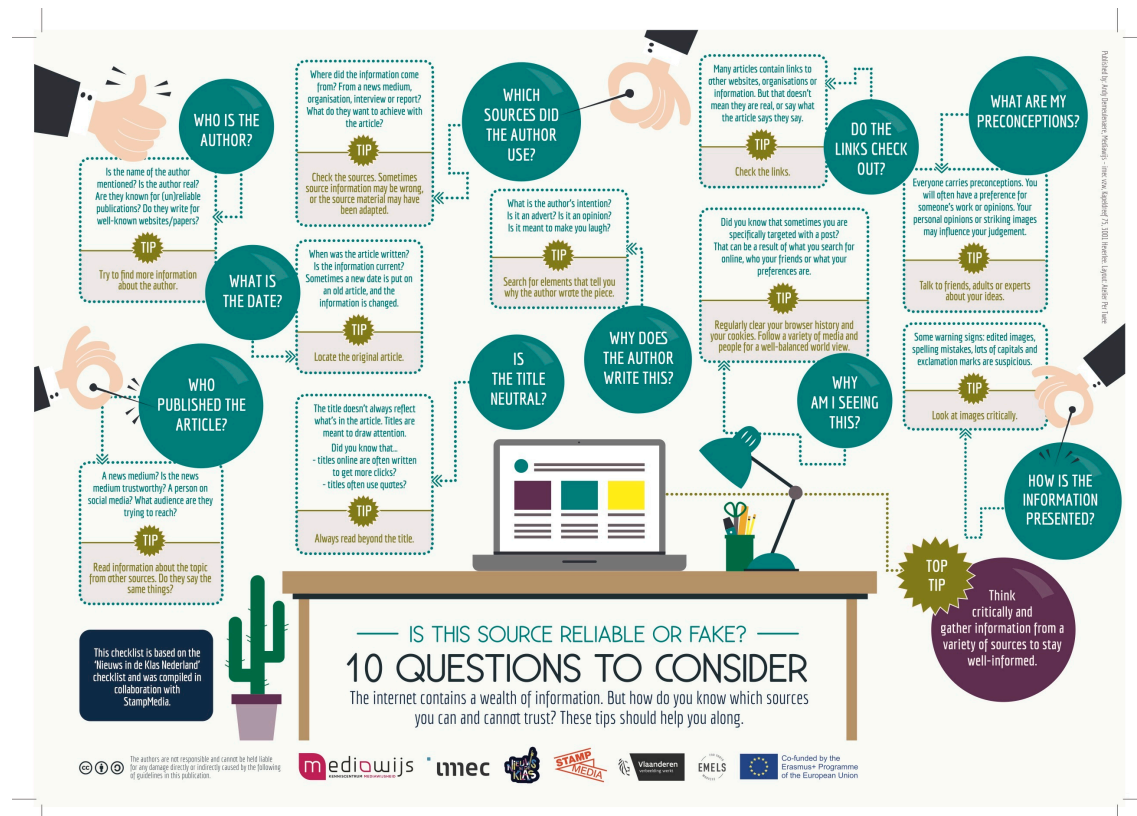 WHO IS THE
AUTHOR?
Is the name of the author
mentioned? Is the author real?
Are they known for (un)reliable
publications? Do they write for
well-known websites/papers?
TIP
Try to find more information
about the author.
Where did the information come
from? From a news medium,
organisation, interview or report?
What do they want to achieve with
the article?
TIP
Check the sources. Sometimes
source information may be wrong,
or the source material may have
been adapted.
WHICH
SOURCES DID
THE AUTHOR
USE?
Many articles contain links to
other websites, organisations or
information. But that doesn't
mean they are real, or say what
the article says they say.
TIP
Check the links.
DO THE
LINKS CHECK
OUT?
WHAT ARE MY
PRECONCEPTIONS?
Everyone carries preconceptions. You
will often have a preference for
someone's work or opinions. Your
personal opinions or striking images
may influence your judgement.
TIP
Talk to friends, adults or experts
about your ideas.
WHAT IS
THE DATE?
When was the article written?
Is the information current?
Sometimes a new date is put on
an old article, and the
information is changed.
TIP
Locate the original article.
What is the author's intention?
Is it an advert? Is it an opinion?
Is it meant to make you laugh?
TIP
Search for elements that tell you
why the author wrote the piece.
WHY DOES
THE AUTHOR
WRITE THIS?
Did you know that sometimes you are
specifically targeted with a post?
That can be a result of what you search for
online, who your friends or what your
preferences are.
TIP
Regularly clear your browser history and
your cookies. Follow a variety of media and
people for a well-balanced world view.
WHY
AM I SEEING
THIS?
Some warning signs: edited images,
spelling mistakes, lots of capitals and
exclamation marks are suspicious.
TIP
Look at images critically.
HOW IS THE
INFORMATION
PRESENTED?
WHO
PUBLISHED THE
ARTICLE?
A news medium? Is the news
medium trustworthy? A person on
social media? What audience are they
trying to reach?
TIP
Read information about the topic
from other sources. Do they say the
same things?
IS
THE TITLE
NEUTRAL?
The title doesn't always reflect
what's in the article. Titles are
meant to draw attention.
Did you know that...
- titles online are often written
to get more clicks?
- titles often use quotes?
TIP
Always read beyond the title.
TOP
TIP
Think
critically and
gather information from a
variety of sources to stay
well-informed.
This checklist is based on the
'Nieuws in de Klas Nederland'
checklist and was compiled in
collaboration with
StampMedia.
IS THIS SOURCE RELIABLE OR FAKE?
10 QUESTIONS TO CONSIDER
The internet contains a wealth of information. But how do you know which sources
you can and cannot trust? These tips should help you along.
The authors are not responsible and cannot be held liable
for any damage directly or indirectly caused by the following
of guidelines in this publication.
mediawijs
KENNISCENTRUM MEDIAWIJSHEID
imec
NIEUWS
IN DE
KLAS
STAMP
MEDIA
Vlaanderen
verbeelding werkt
EMELS
Co-funded by the
Erasmus+ Programme
of the European Union